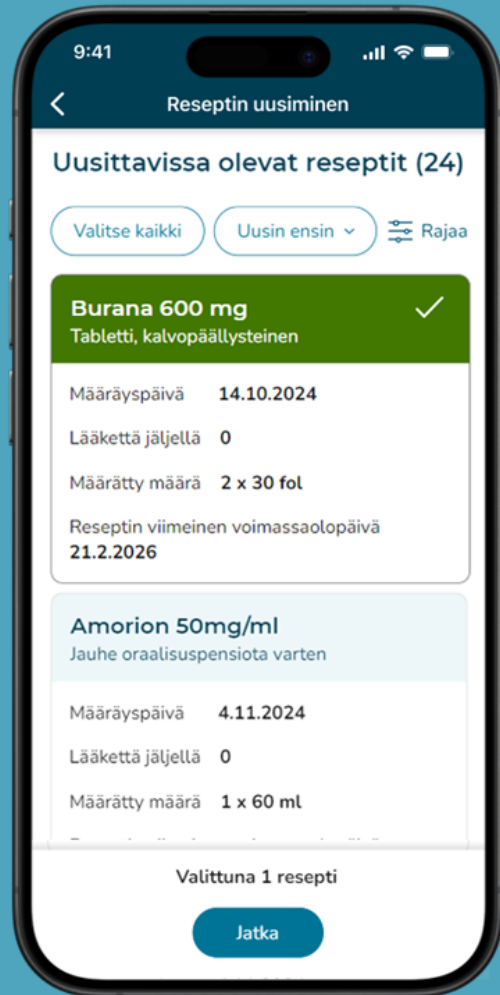 9:41
Reseptin uusiminen
Uusittavissa olevat reseptit (24)
Valitse kaikki
Uusin ensin
Rajaa
Burana 600 mg
Tabletti, kalvopäällysteinen
Määräyspäivä 14.10.2024
Lääkettä jäljellä 0
Määrätty määrä 2 x 30 fol
Reseptin viimeinen voimassaolopäivä
21.2.2026
Amorion 50mg/ml
Jauhe oraalisuspensiota varten
Määräyspäivä 4.11.2024
Lääkettä jäljellä 0
Määrätty määrä 1 x 60 ml
Valittuna 1 resepti
Jatka